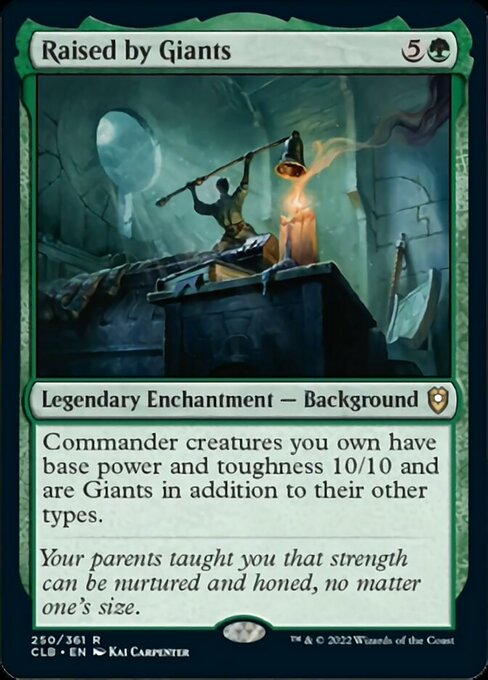 Raised by Giants 5
Legendary Enchantment — Background
Commander creatures you own have
base power and toughness 10/10 and
are Giants in addition to their other
types.
Your parents taught you that strength
can be nurtured and honed, no matter
one's size.
250/361 R
™ & © 2022 Wizards of the Coast
CLB • EN Kai Carpenter